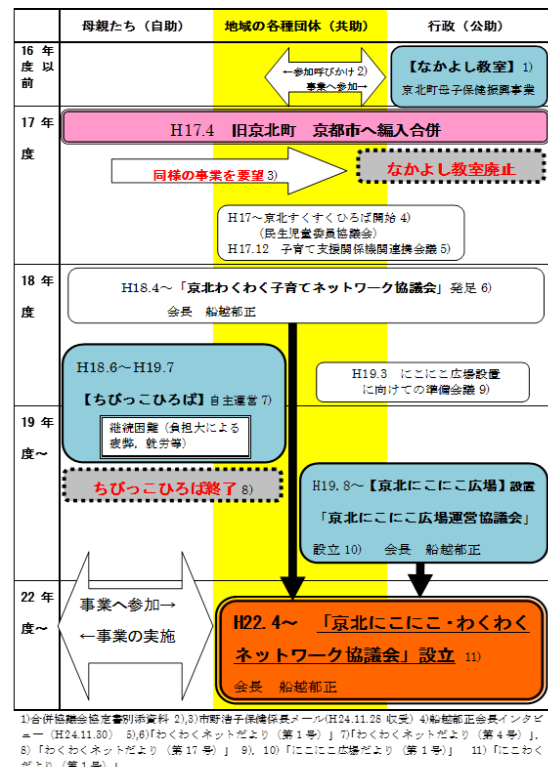 母親たち（自助）
地域の各種団体（共助）
行政（公助）
16 年
度 以
前
←参加呼びかけ 2)
事業へ参加→
【なかよし教室】 1)
京北町母子保健振興事業
17 年
度
H17.4 旧京北町 京都市へ編入合併
同様の事業を要望 3)
なかよし教室廃止
H17～京北すくすくひろば開始 4)
（民生児童委員協議会）
H17.12 子育て支援関係機関連携会議 5)
18 年
度
H18.4～「京北わくわく子育てネットワーク協議会」発足 6)
会長 船越郁正
H18.6～H19.7
【ちびっこひろば】自主運営 7)
継続困難（負担大による
疲弊，就労等）
H19.3 にこにこ広場設置
に向けての準備会議 9)
19 年
度～
ちびっこひろば終了 8)
H19.8～【京北にこにこ広場】設置
「京北にこにこ広場運営協議会」
設立 10) 会長 船越郁正
22 年
度～
事業へ参加→
←事業の実施
H22.4～ 「京北にこにこ・わくわく
ネットワーク協議会」設立 11)
会長 船越郁正
1)合併協議会協定書別添資料 2),3)市野浩子保健係長メール(H24.11.28 収受) 4)船越郁正会長インタビ
ュー（H24.11.30） 5),6)「わくわくネットだより（第1号）」 7)「わくわくネットだより（第4号）」，
8)「わくわくネットだより（第17号）」 9)，10)「にこにこ広場だより（第1号）」 11)「にこわく
だより（第1号）」